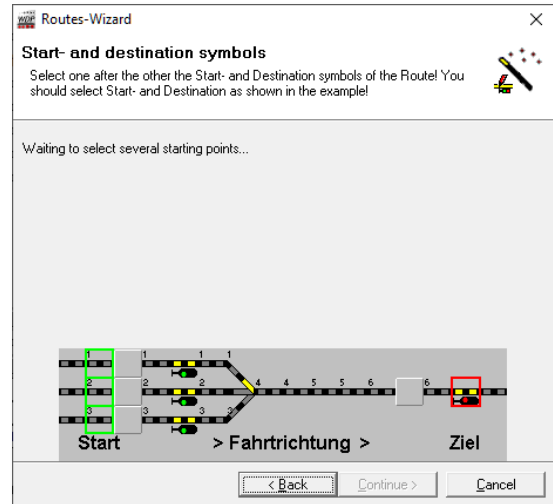 WDP Routes-Wizard
Start- and destination symbols
Select one after the other the Start- and Destination symbols of the Route! You
should select Start- and Destination as shown in the example!
Waiting to select several starting points...
1 1 1 1
2 2 2 4 4 5 5 6 6
3 3 3 3
Start > Fahrtrichtung > Ziel
< Back Continue > Cancel